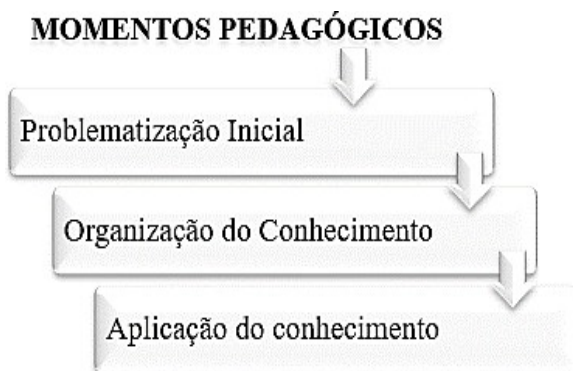 MOMENTOS PEDAGÓGICOS
Problematização Inicial
Organização do Conhecimento
Aplicação do conhecimento